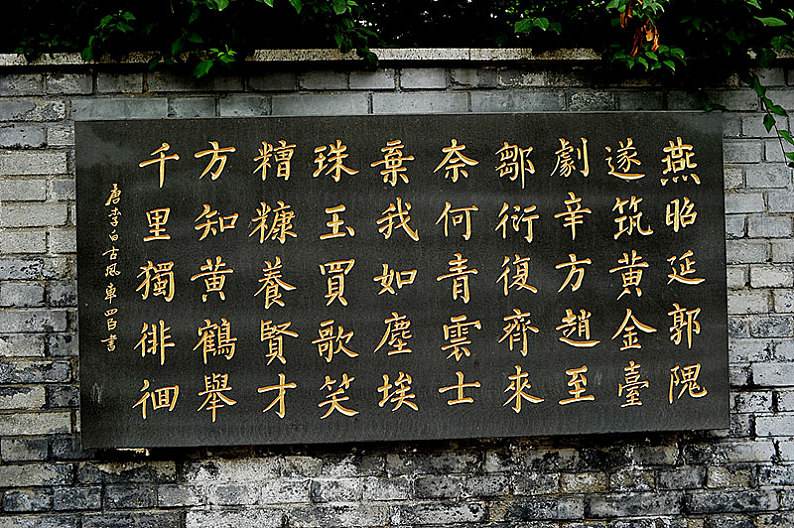 燕昭延郭隗
遂筑黄金臺
劇辛方趙至
鄒衍復齊來
奈何青雲士
棄我如塵埃
珠玉買歌笑
糟糠養賢才
方知黄鶴舉
千里獨徘徊
唐李白古風車四百書